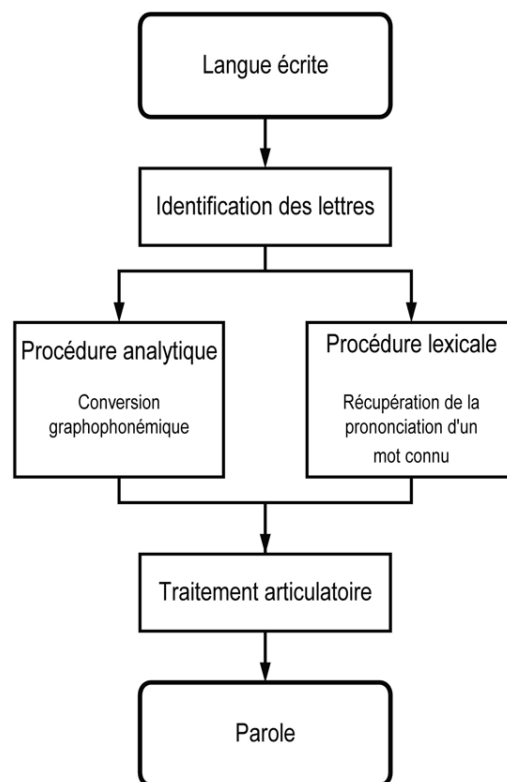 Langue écrite
Identification des lettres
Procédure analytique
Conversion
graphophonémique
Procédure lexicale
Récupération de la
prononciation d'un
mot connu
Traitement articulatoire
Parole